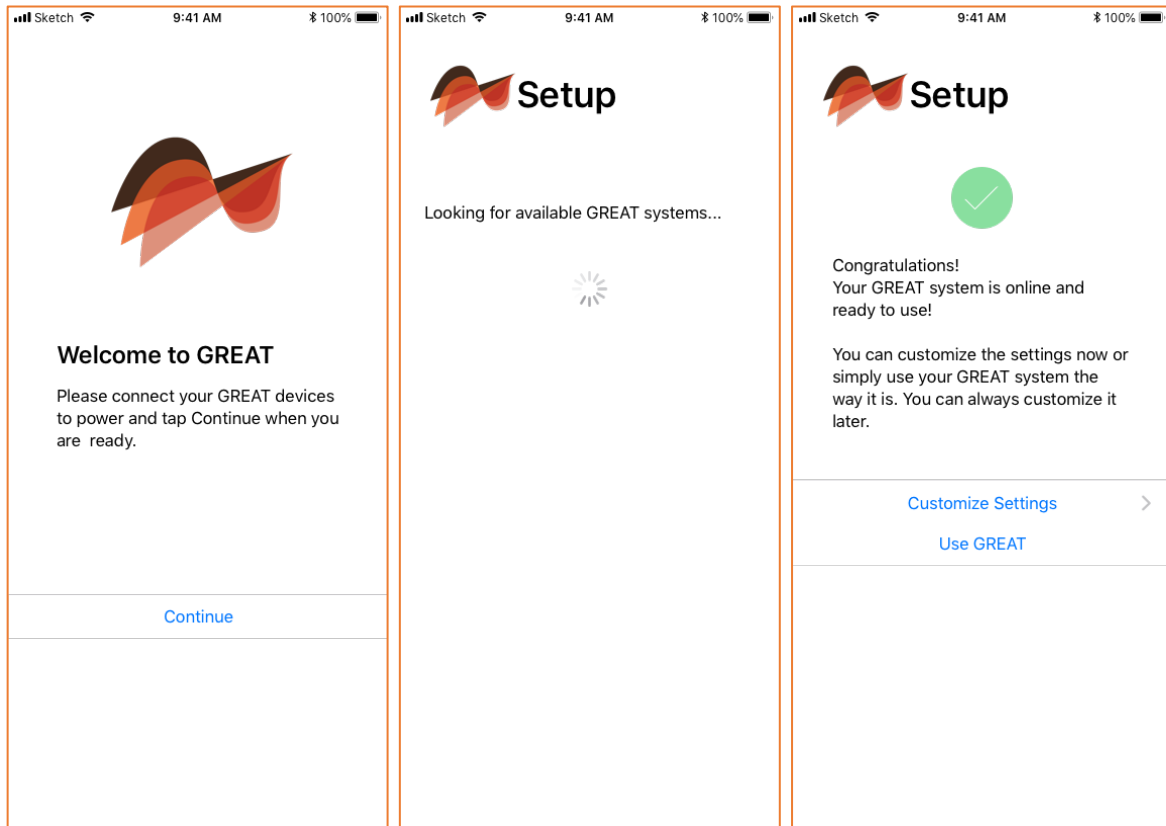 Sketch 9:41 AM 100%
Welcome to GREAT
Please connect your GREAT devices
to power and tap Continue when you
are  ready.
Continue
Sketch 9:41 AM 100%
Setup
Looking for available GREAT systems...
Sketch 9:41 AM 100%
Setup
Congratulations!
Your GREAT system is online and
ready to use!
You can customize the settings now or
simply use your GREAT system the
way it is. You can always customize it
later.
Customize Settings
Use GREAT